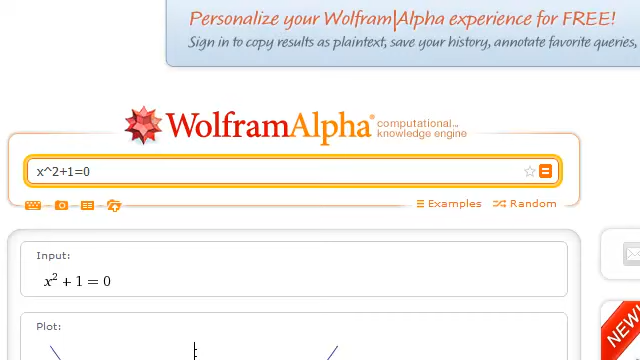 Personalize your Wolfram|Alpha experience for FREE!
Sign in to copy results as plaintext, save your history, annotate favorite queries,
WolframAlpha® computational... knowledge engine
x^2+1=0
Examples Random
Input:
x² + 1 = 0
Plot:
NEW!